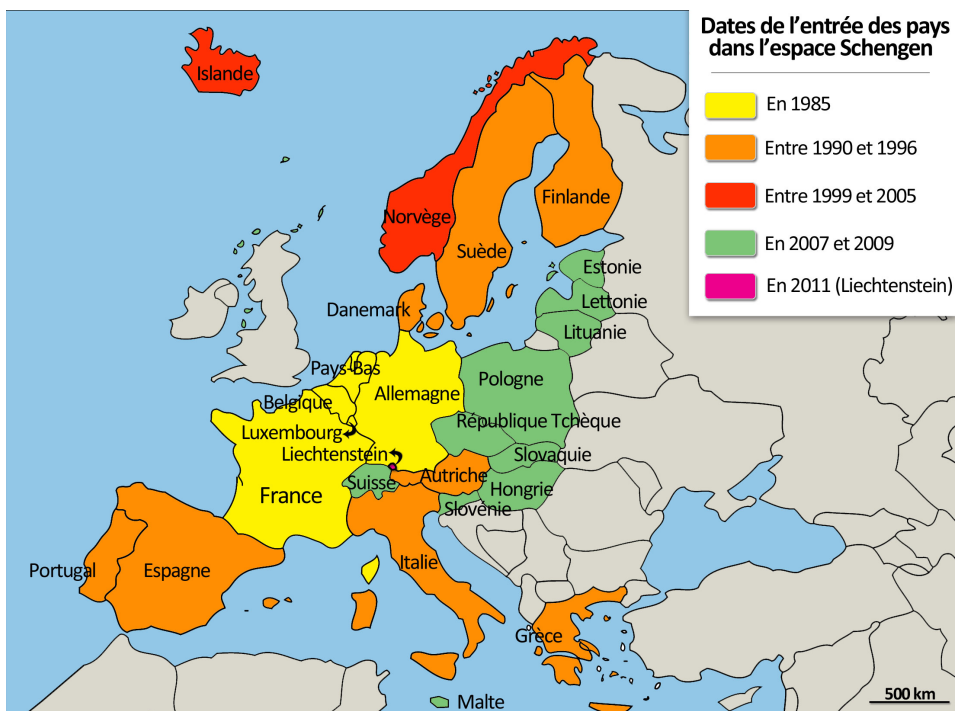 Dates de l’entrée des pays
dans l’espace Schengen
En 1985
Entre 1990 et 1996
Entre 1999 et 2005
En 2007 et 2009
En 2011 (Liechtenstein)
Islande
Norvège
Finlande
Suède
Estonie
Lettonie
Lituanie
Danemark
Pays-Bas
Allemagne
Pologne
Belgique
République Tchèque
Luxembourg
Liechtenstein
Slovaquie
Autriche
Suisse
Hongrie
France
Slovénie
Italie
Portugal
Espagne
Grèce
Malte
500 km